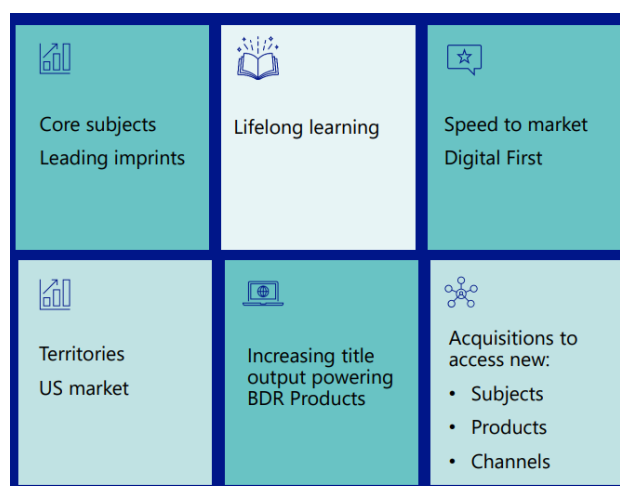 Core subjects
Leading imprints
Lifelong learning
Speed to market
Digital First
Territories
US market
Increasing title
output powering
BDR Products
Acquisitions to
access new:
• Subjects
• Products
• Channels